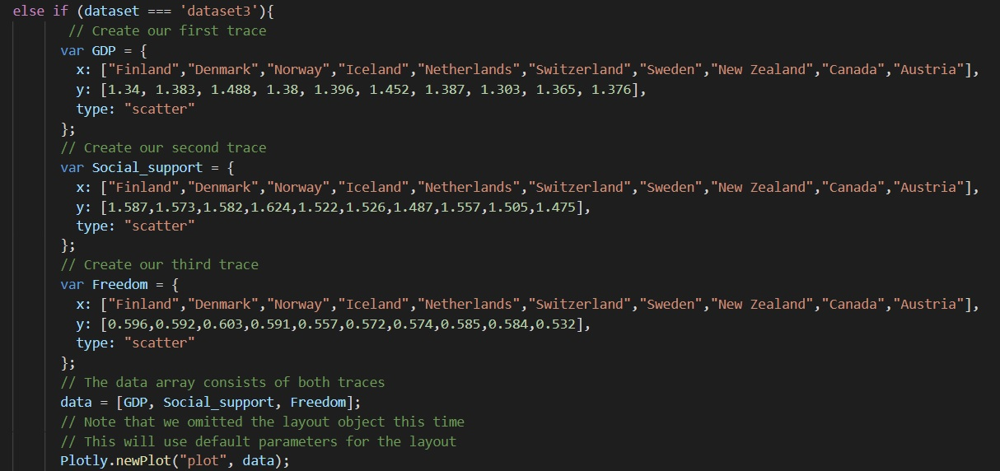 else if (dataset === 'dataset3'){
// Create our first trace
var GDP = {
x: ["Finland","Denmark","Norway","Iceland","Netherlands","Switzerland","Sweden","New Zealand","Canada","Austria"],
y: [1.34, 1.383, 1.488, 1.38, 1.396, 1.452, 1.387, 1.303, 1.365, 1.376],
type: "scatter"
};
// Create our second trace
var Social_support = {
x: ["Finland","Denmark","Norway","Iceland","Netherlands","Switzerland","Sweden","New Zealand","Canada","Austria"],
y: [1.587,1.573,1.582,1.624,1.522,1.526,1.487,1.557,1.505,1.475],
type: "scatter"
};
// Create our third trace
var Freedom = {
x: ["Finland","Denmark","Norway","Iceland","Netherlands","Switzerland","Sweden","New Zealand","Canada","Austria"],
y: [0.596,0.592,0.603,0.591,0.557,0.572,0.574,0.585,0.584,0.532],
type: "scatter"
};
// The data array consists of both traces
data = [GDP, Social_support, Freedom];
// Note that we omitted the layout object this time
// This will use default parameters for the layout
Plotly.newPlot("plot", data);